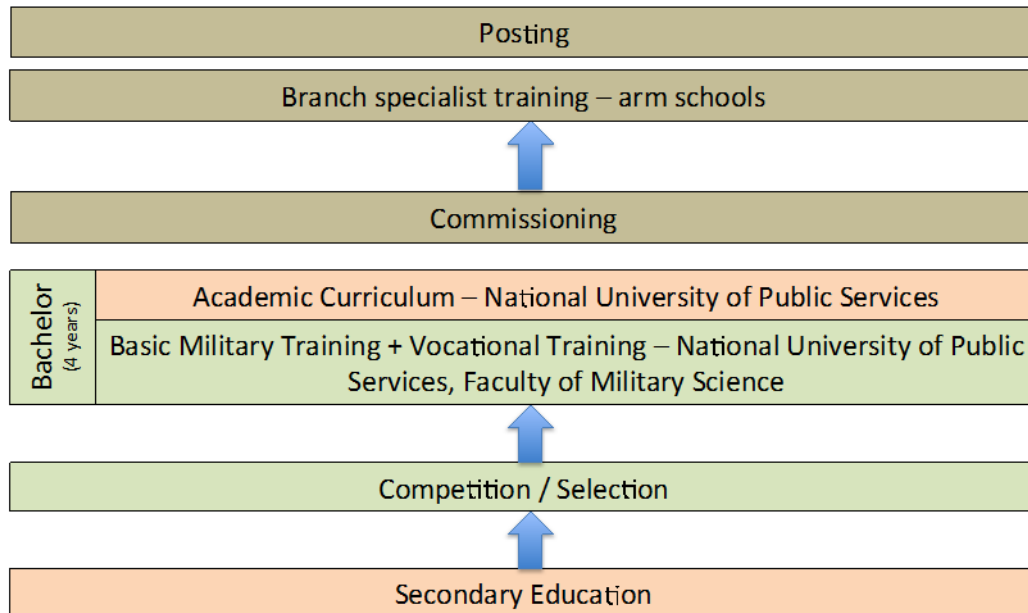 Posting
Branch specialist training – arm schools
Commissioning
Bachelor
(4 years)
Academic Curriculum – National University of Public Services
Basic Military Training + Vocational Training – National University of Public
Services, Faculty of Military Science
Competition / Selection
Secondary Education